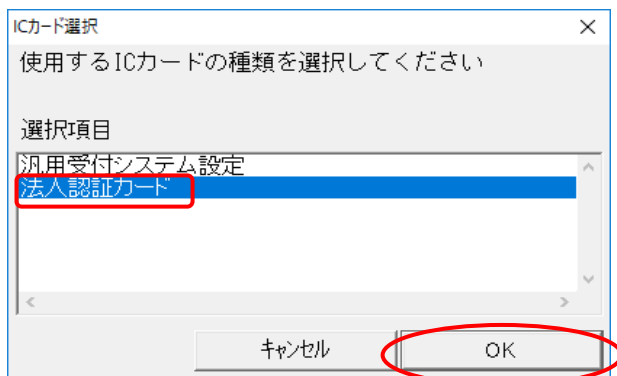 ICカード選択
使用するICカードの種類を選択してください
選択項目
汎用受付システム設定
法人認証カード
キャンセル
OK